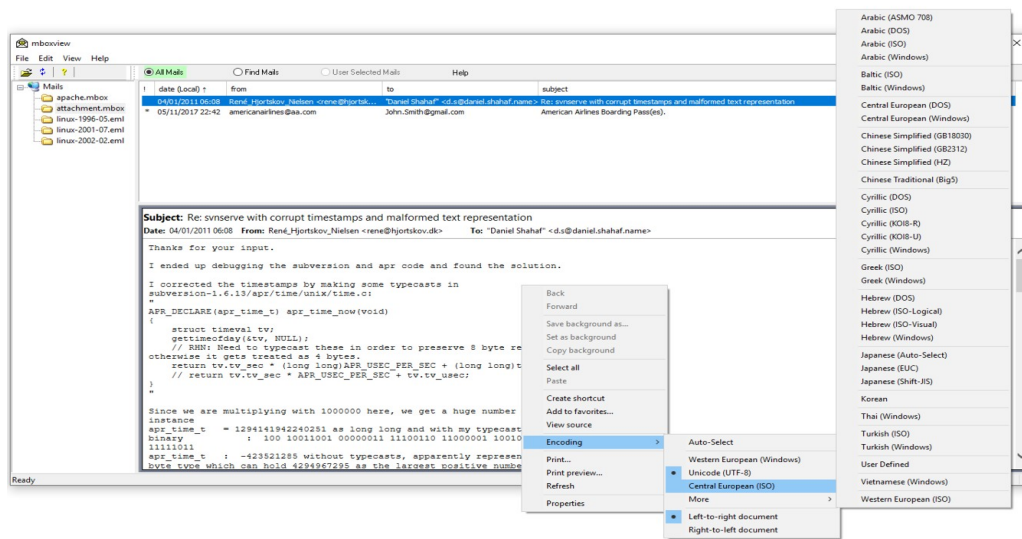 mboxview
File Edit View Help
All Mails Find Mails User Selected Mails Help
Mails
apache.mbox
attachment.mbox
linux-1996-05.eml
linux-2001-07.eml
linux-2002-02.eml
! date (Local) ↑ from to subject
04/01/2011 06:08 René_Hjortskov_Nielsen <rene@hjortsk... "Daniel Shahaf" <d.s@daniel.shahaf.name> Re: svnserve with corrupt timestamps and malformed text representation
* 05/11/2017 22:42 americanairlines@aa.com John.Smith@gmail.com American Airlines Boarding Pass(es).
Subject: Re: svnserve with corrupt timestamps and malformed text representation
Date: 04/01/2011 06:08 From: René_Hjortskov_Nielsen <rene@hjortskov.dk> To: "Daniel Shahaf" <d.s@daniel.shahaf.name>
Thanks for your input.
I ended up debugging the subversion and apr code and found the solution.
I corrected the timestamps by making some typecasts in
subversion-1.6.13/apr/time/unix/time.c:
"
APR_DECLARE(apr_time_t) apr_time_now(void)
{
struct timeval tv;
gettimeofday(&tv, NULL);
// RHN: Need to typecast these in order to preserve 8 byte re
otherwise it gets treated as 4 bytes.
return tv.tv_sec * (long long)APR_USEC_PER_SEC + (long long)t
// return tv.tv_sec * APR_USEC_PER_SEC + tv.tv_usec;
}
"
Since we are multiplying with 1000000 here, we get a huge number
instance
apr_time_t = 1294141942240251 as long long and with my typecast
binary : 100 10011001 00000011 11100110 11000001 10010
11111011
apr_time_t : -423521285 without typecasts, apparently represen
byte type which can hold 4294967295 as the largest positive numbe
Ready
Back
Forward
Save background as...
Set as background
Copy background
Select all
Paste
Create shortcut
Add to favorites...
View source
Encoding
Print...
Print preview...
Refresh
Properties
Auto-Select
Western European (Windows)
Unicode (UTF-8)
Central European (ISO)
More
Left-to-right document
Right-to-left document
Arabic (ASMO 708)
Arabic (DOS)
Arabic (ISO)
Arabic (Windows)
Baltic (ISO)
Baltic (Windows)
Central European (DOS)
Central European (Windows)
Chinese Simplified (GB18030)
Chinese Simplified (GB2312)
Chinese Simplified (HZ)
Chinese Traditional (Big5)
Cyrillic (DOS)
Cyrillic (ISO)
Cyrillic (KOI8-R)
Cyrillic (KOI8-U)
Cyrillic (Windows)
Greek (ISO)
Greek (Windows)
Hebrew (DOS)
Hebrew (ISO-Logical)
Hebrew (ISO-Visual)
Hebrew (Windows)
Japanese (Auto-Select)
Japanese (EUC)
Japanese (Shift-JIS)
Korean
Thai (Windows)
Turkish (ISO)
Turkish (Windows)
User Defined
Vietnamese (Windows)
Western European (ISO)